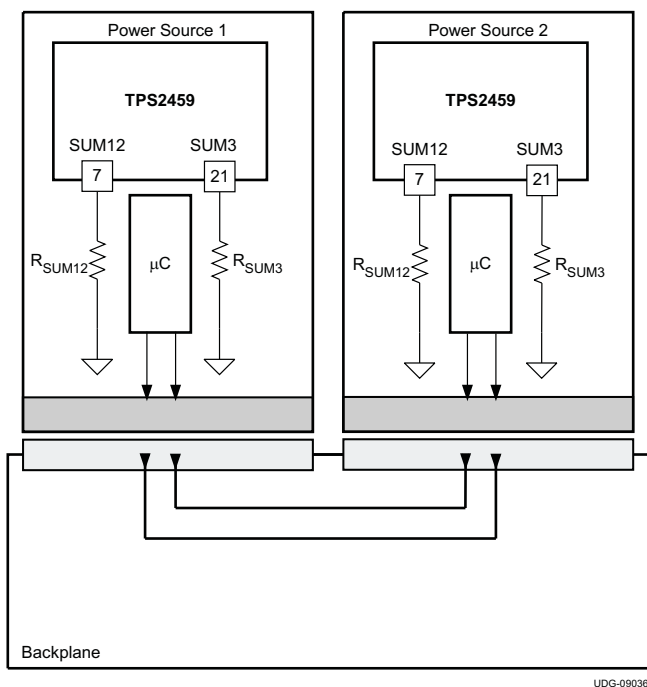 Power Source 1
TPS2459
SUM12
SUM3
7
21
RSUM12
μC
RSUM3
Power Source 2
TPS2459
SUM12
SUM3
7
21
RSUM12
μC
RSUM3
Backplane
UDG-09036